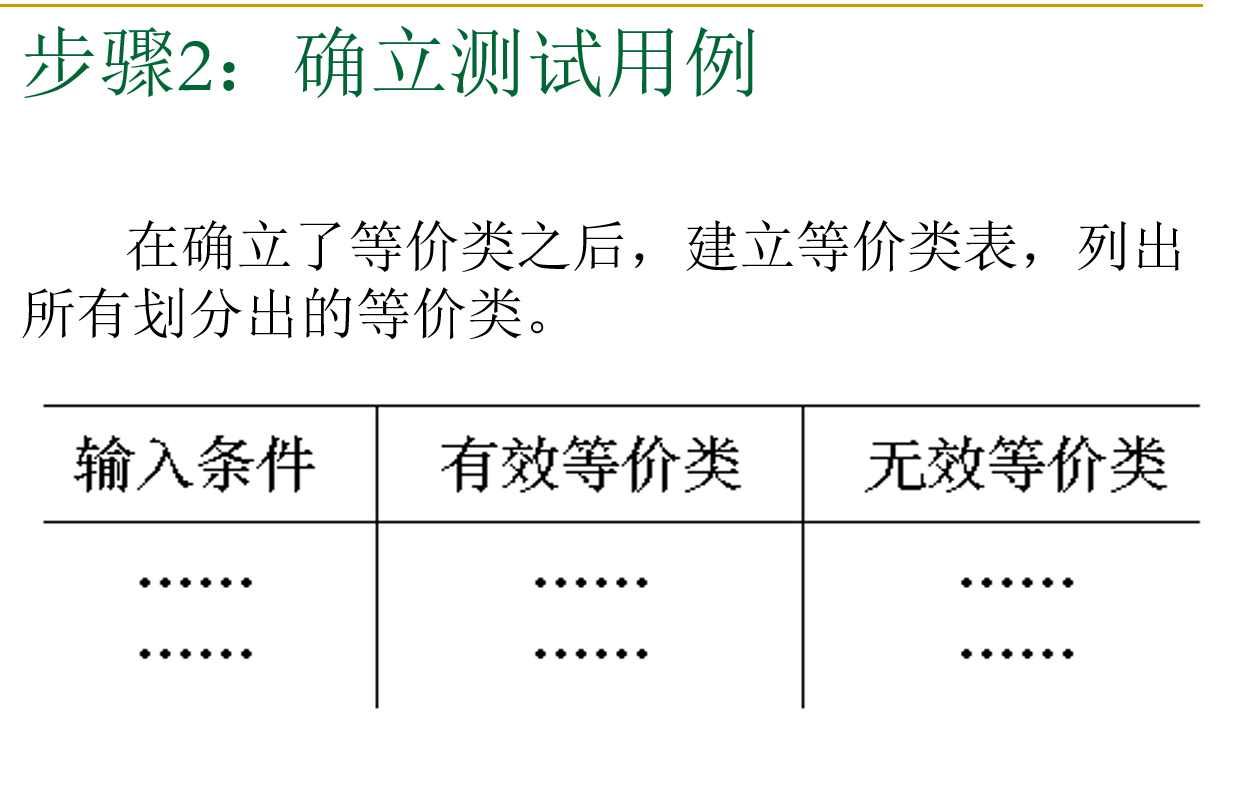 步骤2：确立测试用例
在确立了等价类之后，建立等价类表，列出
所有划分出的等价类。
输入条件 有效等价类 无效等价类
…… …… ……
…… …… ……